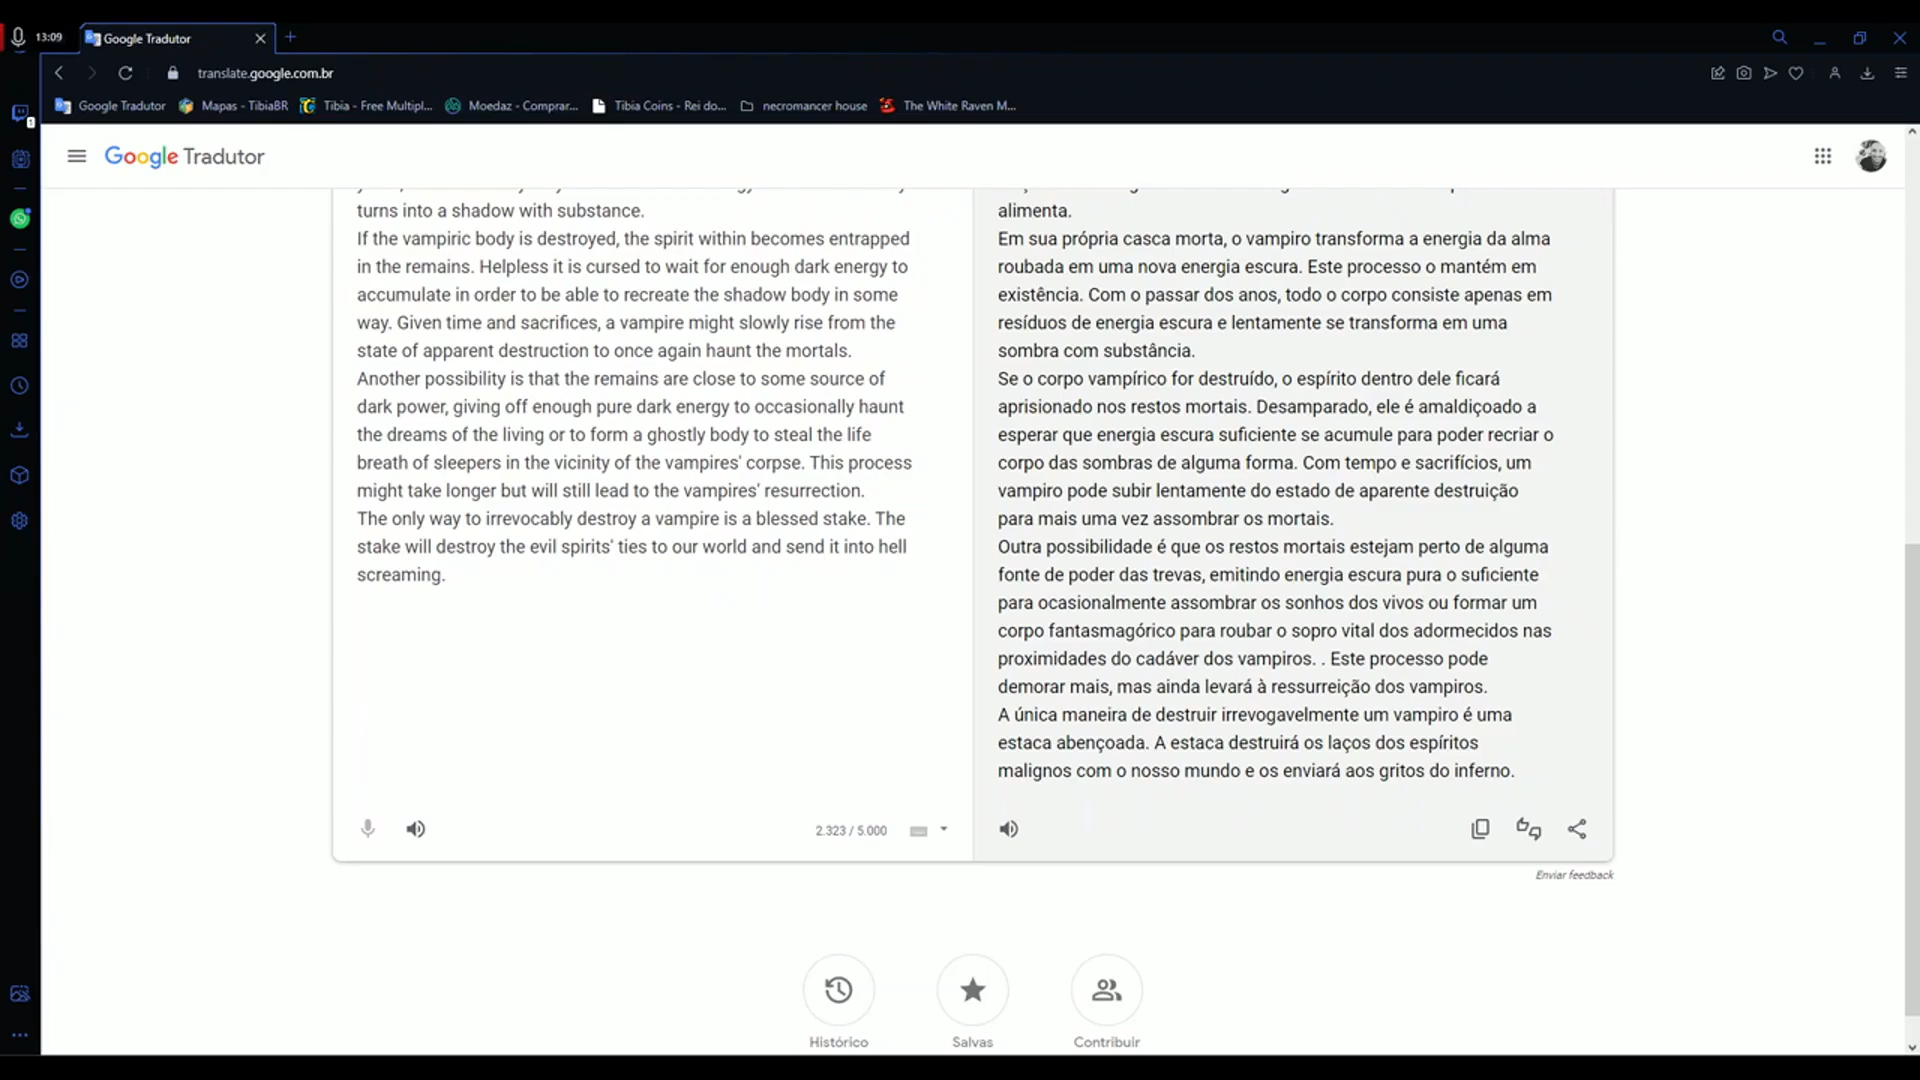 13:09
Google Tradutor
translate.google.com.br
Google Tradutor
Mapas - TibiaBR
Tibia - Free Multipl...
Moedaz - Comprar...
Tibia Coins - Rei do...
necromancer house
The White Raven M...
1
Google Tradutor
turns into a shadow with substance.
If the vampiric body is destroyed, the spirit within becomes entrapped
in the remains. Helpless it is cursed to wait for enough dark energy to
accumulate in order to be able to recreate the shadow body in some
way. Given time and sacrifices, a vampire might slowly rise from the
state of apparent destruction to once again haunt the mortals.
Another possibility is that the remains are close to some source of
dark power, giving off enough pure dark energy to occasionally haunt
the dreams of the living or to form a ghostly body to steal the life
breath of sleepers in the vicinity of the vampires' corpse. This process
might take longer but will still lead to the vampires' resurrection.
The only way to irrevocably destroy a vampire is a blessed stake. The
stake will destroy the evil spirits' ties to our world and send it into hell
screaming.
2.323 / 5.000
alimenta.
Em sua própria casca morta, o vampiro transforma a energia da alma
roubada em uma nova energia escura. Este processo o mantém em
existência. Com o passar dos anos, todo o corpo consiste apenas em
resíduos de energia escura e lentamente se transforma em uma
sombra com substância.
Se o corpo vampírico for destruído, o espírito dentro dele ficará
aprisionado nos restos mortais. Desamparado, ele é amaldiçoado a
esperar que energia escura suficiente se acumule para poder recriar o
corpo das sombras de alguma forma. Com tempo e sacrifícios, um
vampiro pode subir lentamente do estado de aparente destruição
para mais uma vez assombrar os mortais.
Outra possibilidade é que os restos mortais estejam perto de alguma
fonte de poder das trevas, emitindo energia escura pura o suficiente
para ocasionalmente assombrar os sonhos dos vivos ou formar um
corpo fantasmagórico para roubar o sopro vital dos adormecidos nas
proximidades do cadáver dos vampiros. . Este processo pode
demorar mais, mas ainda levará à ressurreição dos vampiros.
A única maneira de destruir irrevogavelmente um vampiro é uma
estaca abençoada. A estaca destruirá os laços dos espíritos
malignos com o nosso mundo e os enviará aos gritos do inferno.
Enviar feedback
Histórico
Salvas
Contribuir